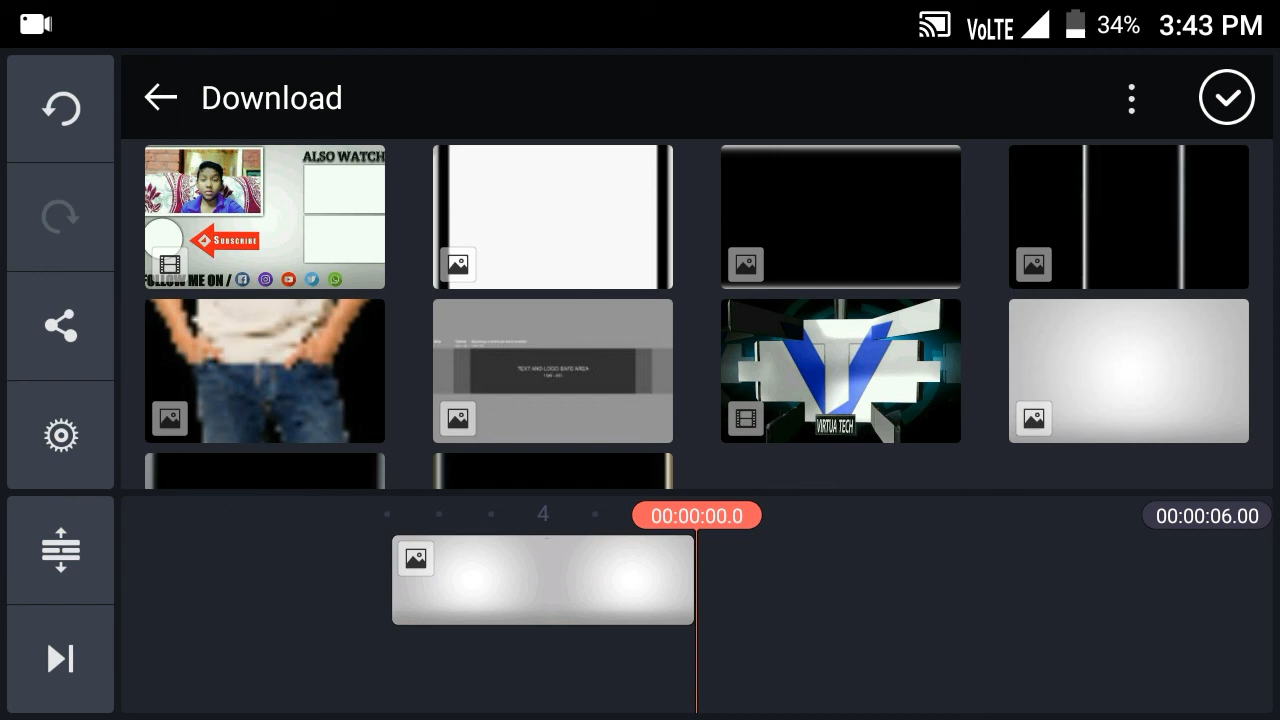 VoLTE 34% 3:43 PM
Download
ALSO WATCH
SUBSCRIBE
FOLLOW ME ON /
TEXT AND LOGO SAFE AREA
VIRTUA TECH
4 00:00:00.0 00:00:06.00